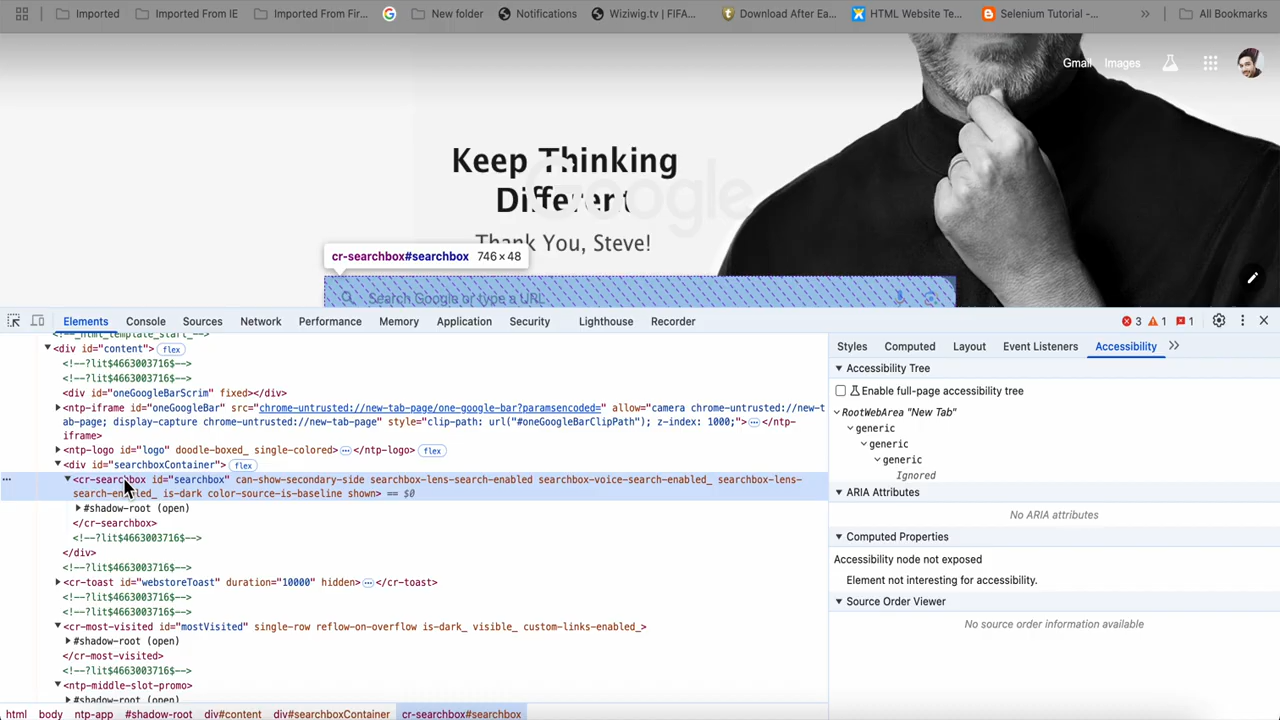 Imported
Imported From IE
Imported From Fir...
New folder
Notifications
Wiziwig.tv | FIFA...
Download After Ea...
HTML Website Te...
Selenium Tutorial -...
»
All Bookmarks
Gmail
Images
Keep Thinking
Different
Google
Thank You, Steve!
cr-searchbox#searchbox 746 × 48
Search Google or type a URL
Elements
Console
Sources
Network
Performance
Memory
Application
Security
Lighthouse
Recorder
3
1
1
<!--_html_template_start_-->
<div id="content"> flex
<!--?lit$4663003716$-->
<!--?lit$4663003716$-->
<div id="oneGoogleBarScrim" fixed></div>
<ntp-iframe id="oneGoogleBar" src="chrome-untrusted://new-tab-page/one-google-bar?paramsencoded=" allow="camera chrome-untrusted://new-t
ab-page; display-capture chrome-untrusted://new-tab-page" style="clip-path: url("#oneGoogleBarClipPath"); z-index: 1000;">…</ntp-
iframe>
<ntp-logo id="logo" doodle-boxed_ single-colored>…</ntp-logo> flex
<div id="searchboxContainer"> flex
<cr-searchbox id="searchbox" can-show-secondary-side searchbox-lens-search-enabled searchbox-voice-search-enabled_ searchbox-lens-
search-enabled_ is-dark color-source-is-baseline shown> == $0
#shadow-root (open)
</cr-searchbox>
<!--?lit$4663003716$-->
</div>
<!--?lit$4663003716$-->
<cr-toast id="webstoreToast" duration="10000" hidden>…</cr-toast>
<!--?lit$4663003716$-->
<!--?lit$4663003716$-->
<cr-most-visited id="mostVisited" single-row reflow-on-overflow is-dark_ visible_ custom-links-enabled_>
#shadow-root (open)
</cr-most-visited>
<!--?lit$4663003716$-->
<ntp-middle-slot-promo>
#shadow-root (open)
html
body
ntp-app
#shadow-root
div#content
div#searchboxContainer
cr-searchbox#searchbox
Styles
Computed
Layout
Event Listeners
Accessibility
»
Accessibility Tree
Enable full-page accessibility tree
RootWebArea "New Tab"
generic
generic
generic
Ignored
ARIA Attributes
No ARIA attributes
Computed Properties
Accessibility node not exposed
Element not interesting for accessibility.
Source Order Viewer
No source order information available